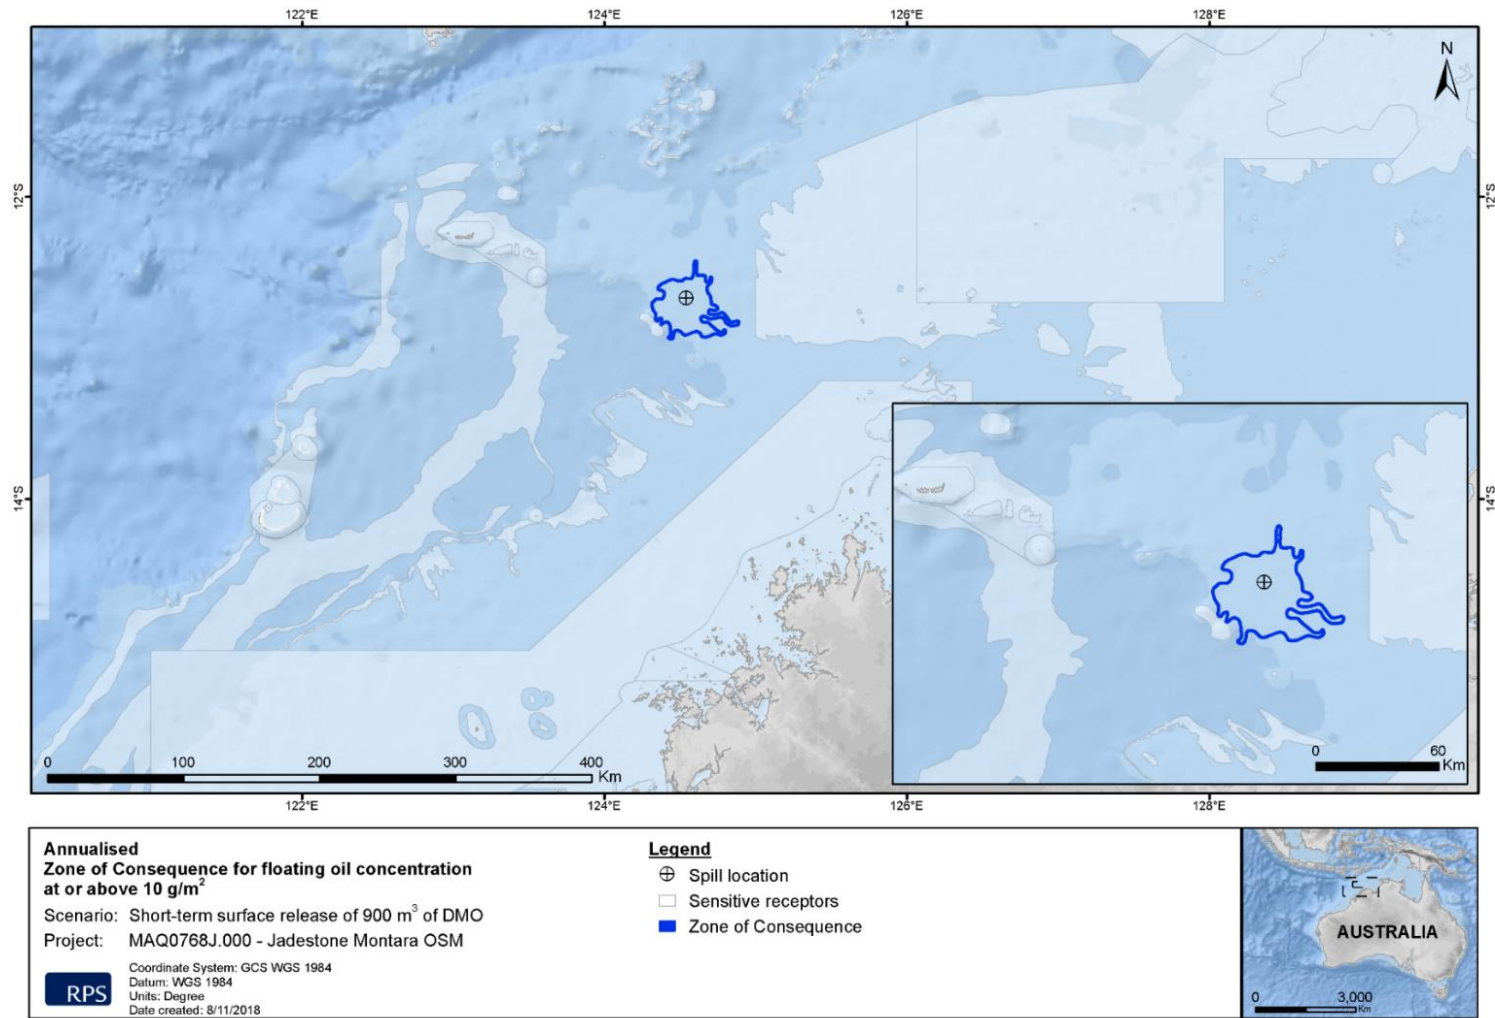 122°E
124°E
126°E
128°E
N
12°S
12°S
14°S
14°S
0
60
Km
0
100
200
300
400
Km
122°E
124°E
126°E
128°E
Annualised
Zone of Consequence for floating oil concentration
at or above 10 g/m²
Scenario: Short-term surface release of 900 m³ of DMO
Project: MAQ0768J.000 - Jadestone Montara OSM
RPS
Coordinate System: GCS WGS 1984
Datum: WGS 1984
Units: Degree
Date created: 8/11/2018
Legend
Spill location
Sensitive receptors
Zone of Consequence
AUSTRALIA
0
3,000
Km